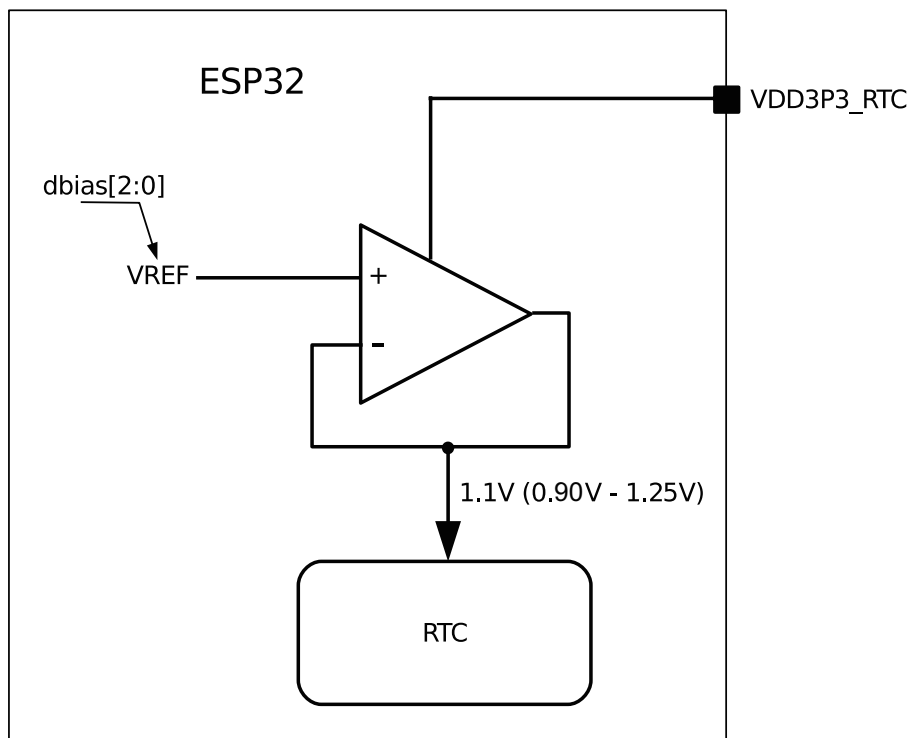 ESP32
VDD3P3_RTC
dbias[2:0]
VREF
+
-
1.1V (0.90V - 1.25V)
RTC